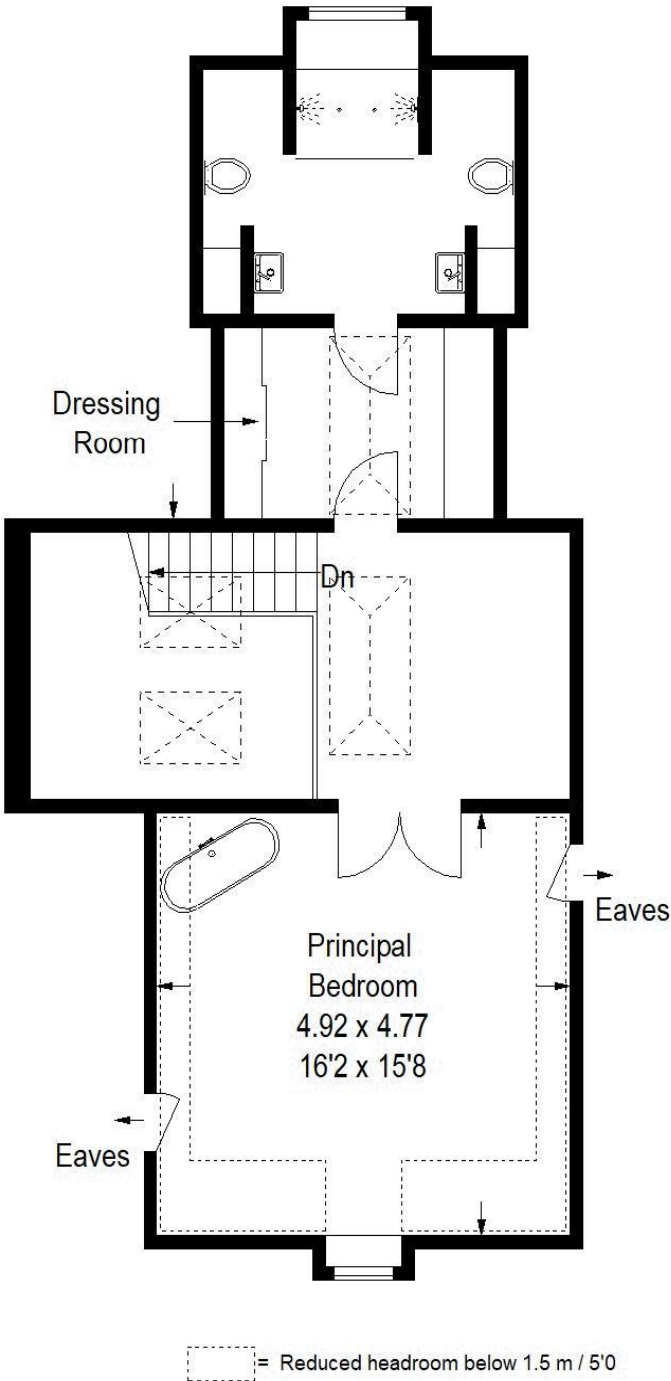 Dressing
Room
Dn
Principal
Bedroom
4.92 x 4.77
16'2 x 15'8
Eaves
Eaves
= Reduced headroom below 1.5 m / 5'0